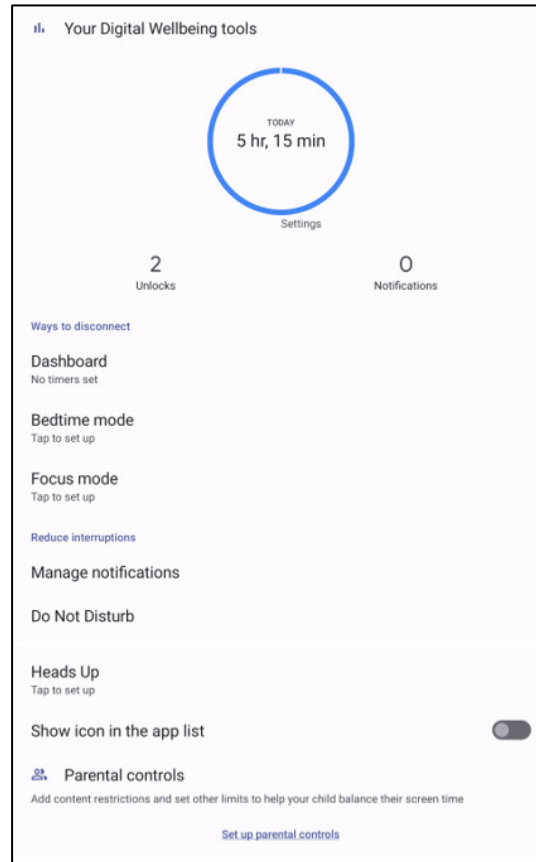 Your Digital Wellbeing tools
TODAY
5 hr, 15 min
Settings
2
Unlocks
0
Notifications
Ways to disconnect
Dashboard
No timers set
Bedtime mode
Tap to set up
Focus mode
Tap to set up
Reduce interruptions
Manage notifications
Do Not Disturb
Heads Up
Tap to set up
Show icon in the app list
Parental controls
Add content restrictions and set other limits to help your child balance their screen time
Set up parental controls